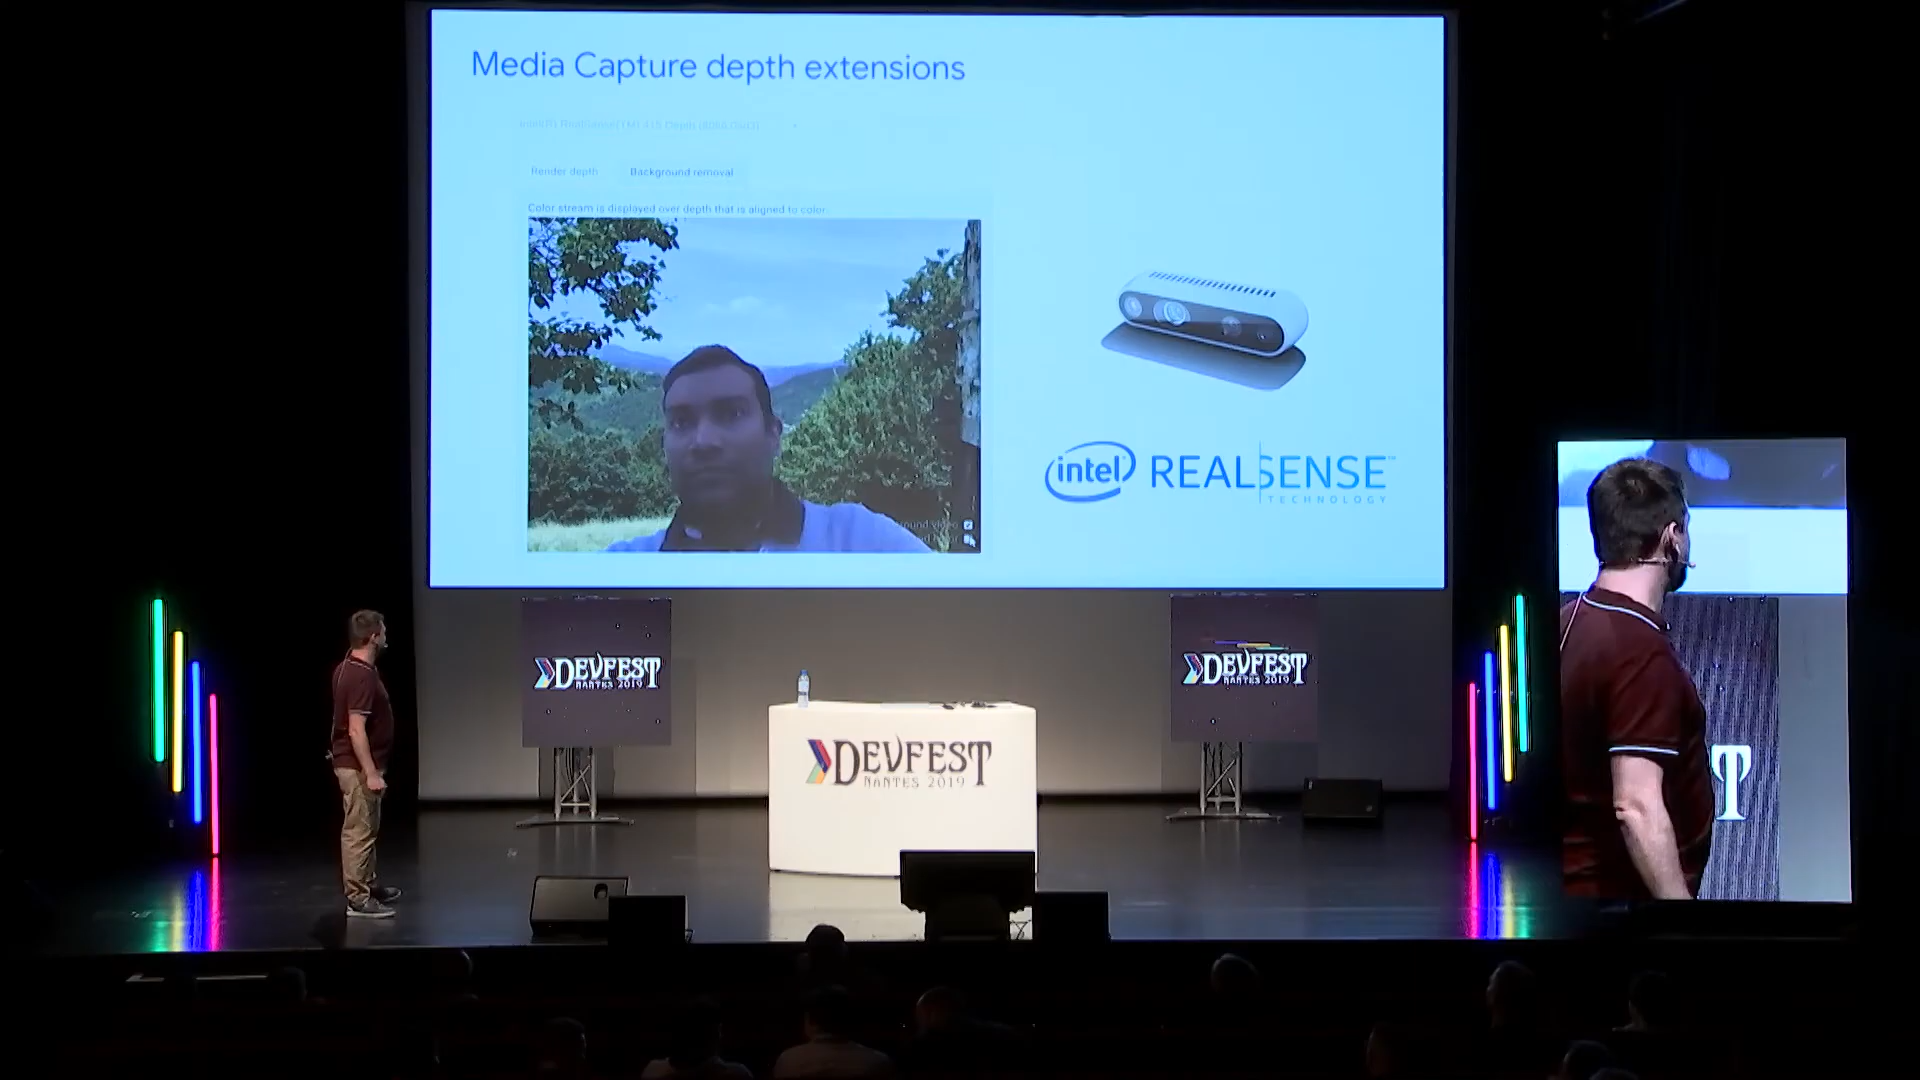 Media Capture depth extensions
Render depth
Background removal
Color stream is displayed over depth that is aligned to color.
intel REALSENSE™
TECHNOLOGY
DEVFEST
NANTES 2019
DEVFEST
NANTES 2019
DEVFEST
NANTES 2019
T